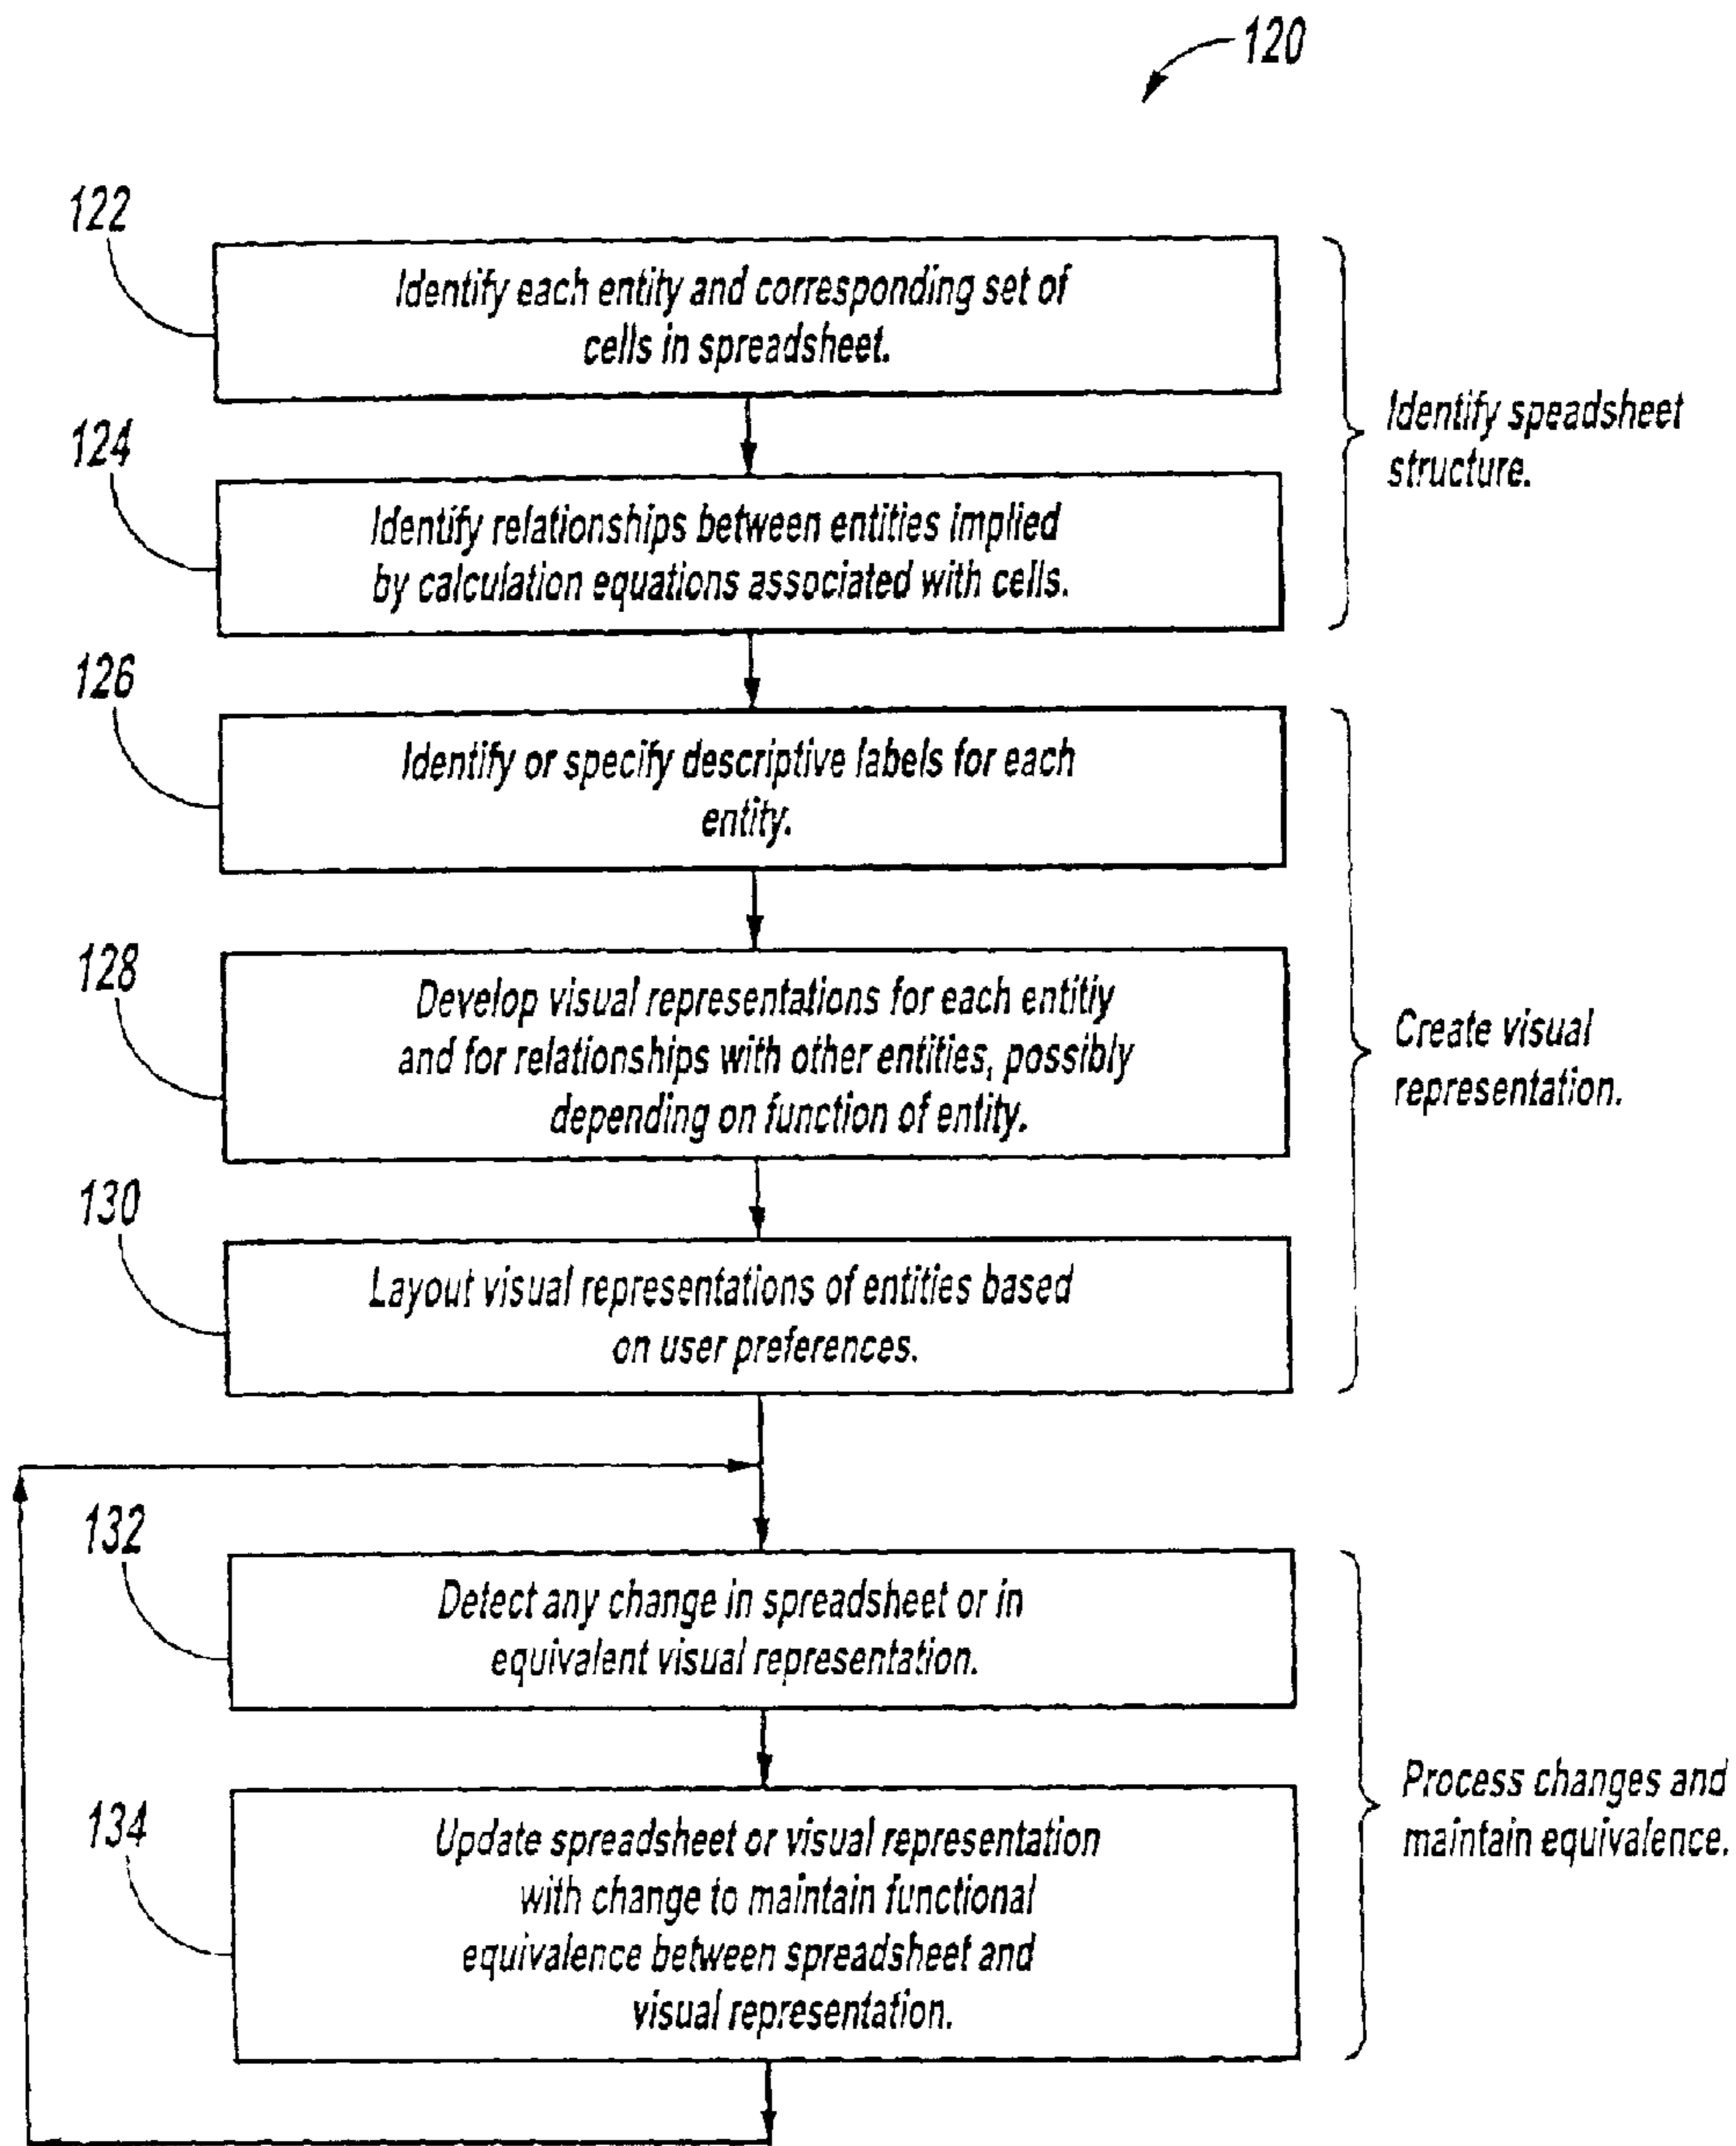 120
122
Identify each entity and corresponding set of
cells in spreadsheet.
124
Identify relationships between entities implied
by calculation equations associated with cells.
Identify speadsheet
structure.
126
Identify or specify descriptive labels for each
entity.
128
Develop visual representations for each entitiy
and for relationships with other entities, possibly
depending on function of entity.
130
Layout visual representations of entities based
on user preferences.
Create visual
representation.
132
Detect any change in spreadsheet or in
equivalent visual representation.
134
Update spreadsheet or visual representation
with change to maintain functional
equivalence between spreadsheet and
visual representation.
Process changes and
maintain equivalence.